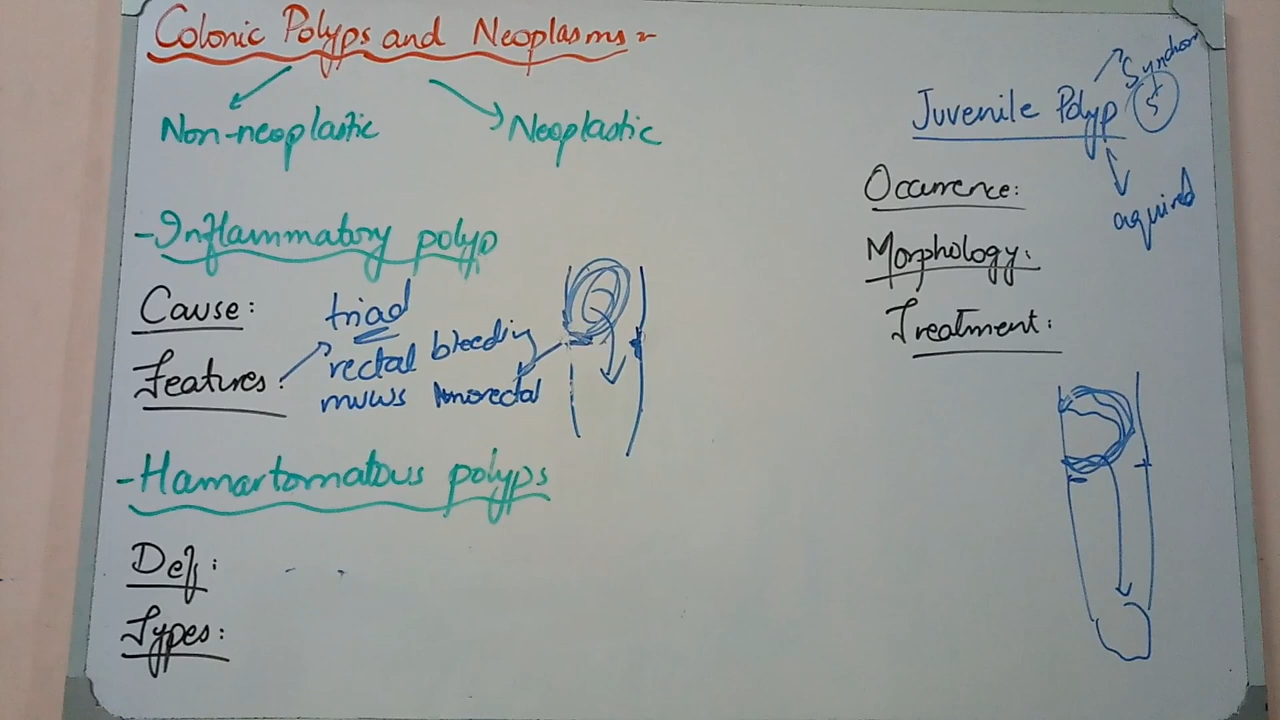 Colonic Polyps and Neoplasms
Non-neoplastic
Neoplastic
-Inflammatory polyp
Cause:
triad
rectal bleeding
Features:
mucus
-Hamartomatous polyps
Def:
Types:
Syndrom
Juvenile Polyp
5
aquired
Occurrence:
Morphology:
Treatment: